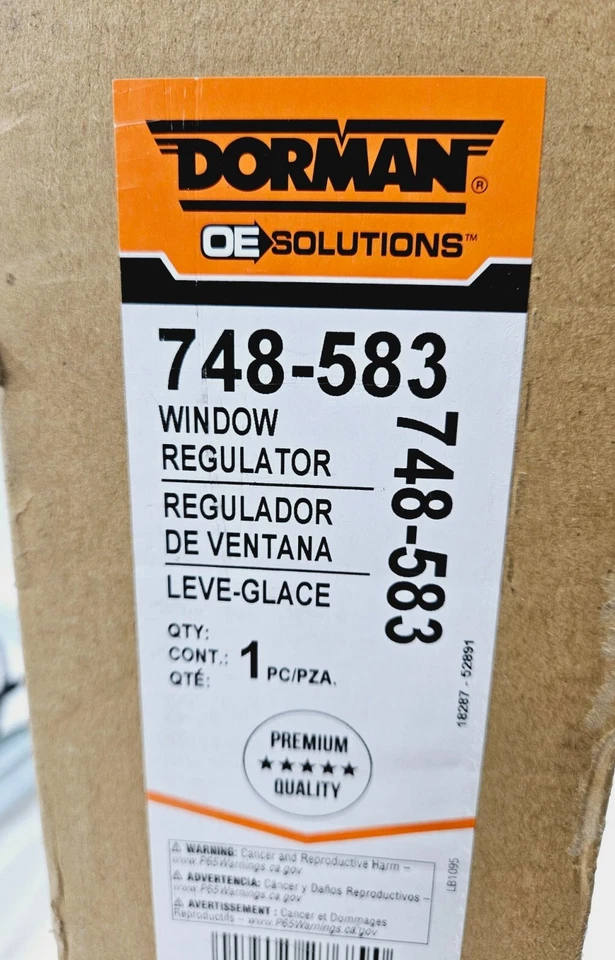 DORMAN®
OE SOLUTIONS™
748-583
WINDOW
REGULATOR
REGULADOR
DE VENTANA
LEVE-GLACE
748-583
QTY:
CONT.: 1 PC/PZA.
QTÉ:
18287 - 52891
PREMIUM
★★★★★
QUALITY
⚠ WARNING: Cancer and Reproductive Harm –
www.P65Warnings.ca.gov
⚠ ADVERTENCIA: Cáncer y Daños Reproductivos –
www.P65Warnings.ca.gov
⚠ AVERTISSEMENT : Cancer et Dommages
Reproductifs – www.P65Warnings.ca.gov
LB1095